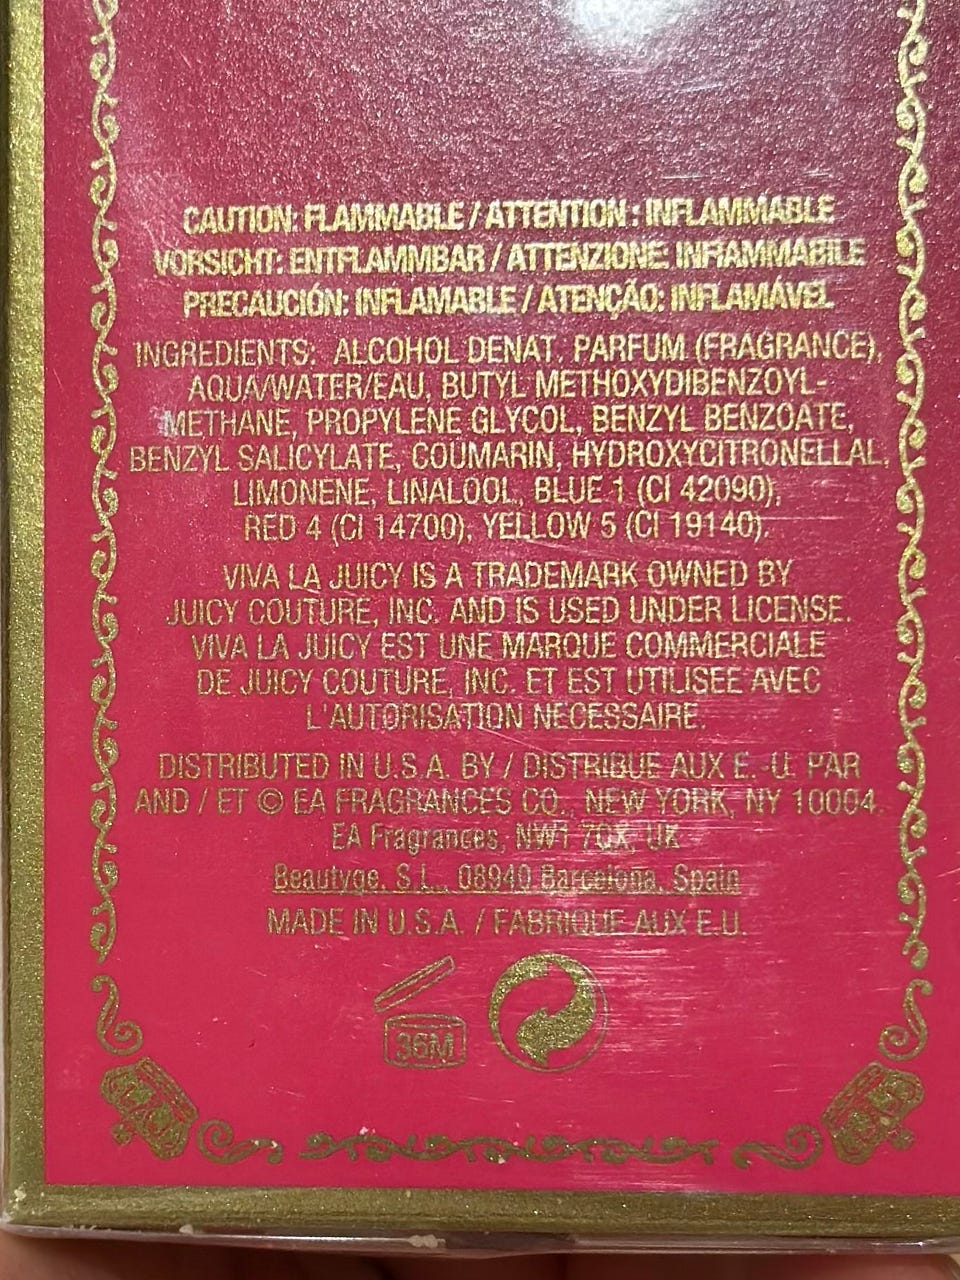 CAUTION: FLAMMABLE / ATTENTION : INFLAMMABLE
VORSICHT: ENTFLAMMBAR / ATTENZIONE: INFIAMMABILE
PRECAUCIÓN: INFLAMABLE / ATENÇÃO: INFLAMÁVEL
INGREDIENTS: ALCOHOL DENAT, PARFUM (FRAGRANCE),
AQUA/WATER/EAU, BUTYL METHOXYDIBENZOYL-
METHANE, PROPYLENE GLYCOL, BENZYL BENZOATE,
BENZYL SALICYLATE, COUMARIN, HYDROXYCITRONELLAL,
LIMONENE, LINALOOL, BLUE 1 (CI 42090),
RED 4 (CI 14700), YELLOW 5 (CI 19140).
VIVA LA JUICY IS A TRADEMARK OWNED BY
JUICY COUTURE, INC. AND IS USED UNDER LICENSE.
VIVA LA JUICY EST UNE MARQUE COMMERCIALE
DE JUICY COUTURE, INC. ET EST UTILISEE AVEC
L'AUTORISATION NECESSAIRE.
DISTRIBUTED IN U.S.A. BY / DISTRIBUE AUX E.-U. PAR
AND / ET © EA FRAGRANCES CO., NEW YORK, NY 10004.
EA Fragrances, NW1 7QX, UK
Beautyge, S.L., 08940 Barcelona, Spain
MADE IN U.S.A. / FABRIQUE AUX E.U.
36M